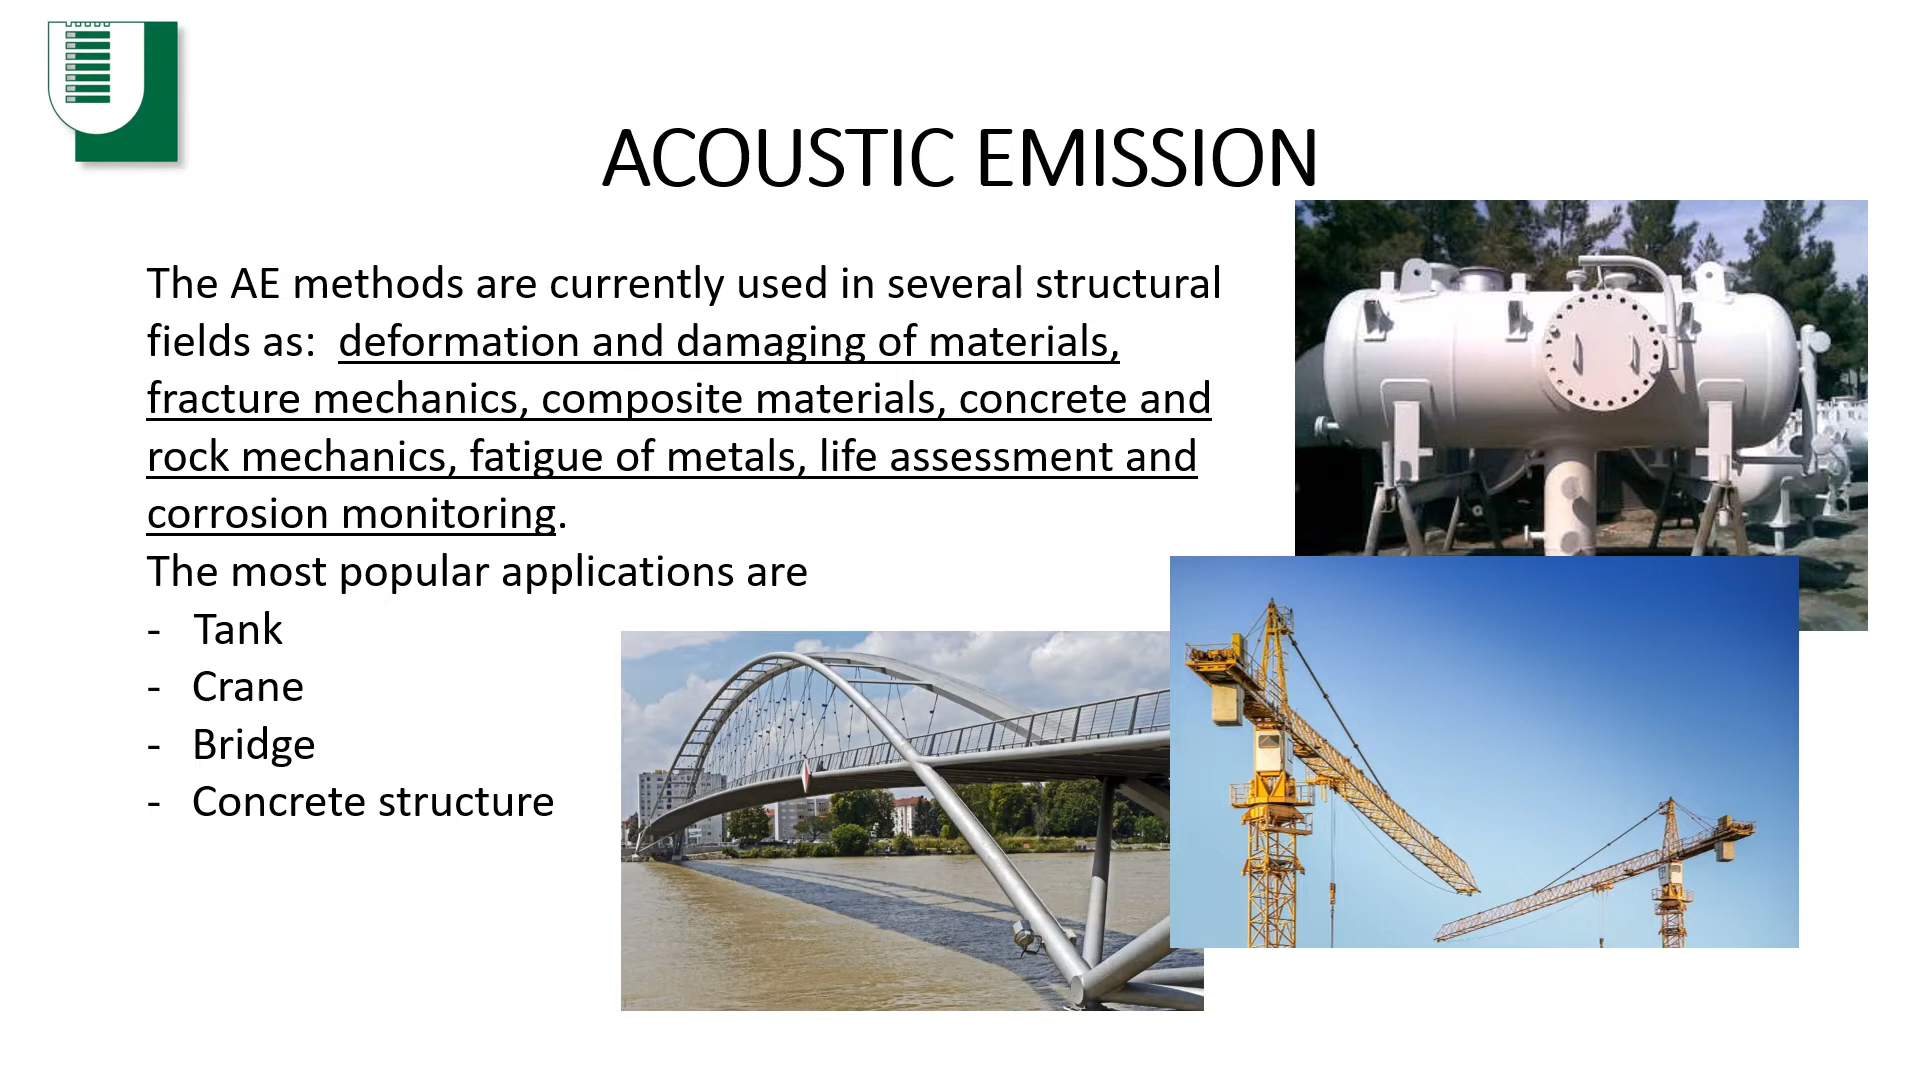 ACOUSTIC EMISSION
The AE methods are currently used in several structural
fields as: deformation and damaging of materials,
fracture mechanics, composite materials, concrete and
rock mechanics, fatigue of metals, life assessment and
corrosion monitoring.
The most popular applications are
- Tank
- Crane
- Bridge
- Concrete structure